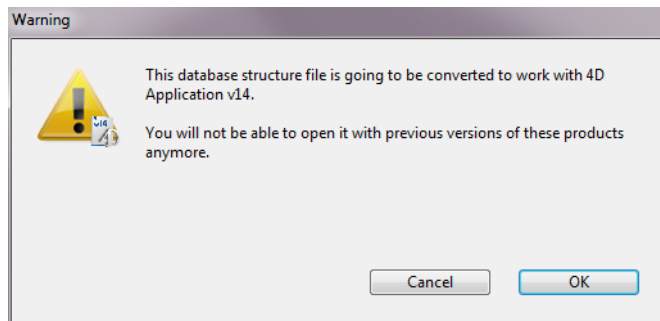 Warning
This database structure file is going to be converted to work with 4D
Application v14.
You will not be able to open it with previous versions of these products
anymore.
Cancel
OK